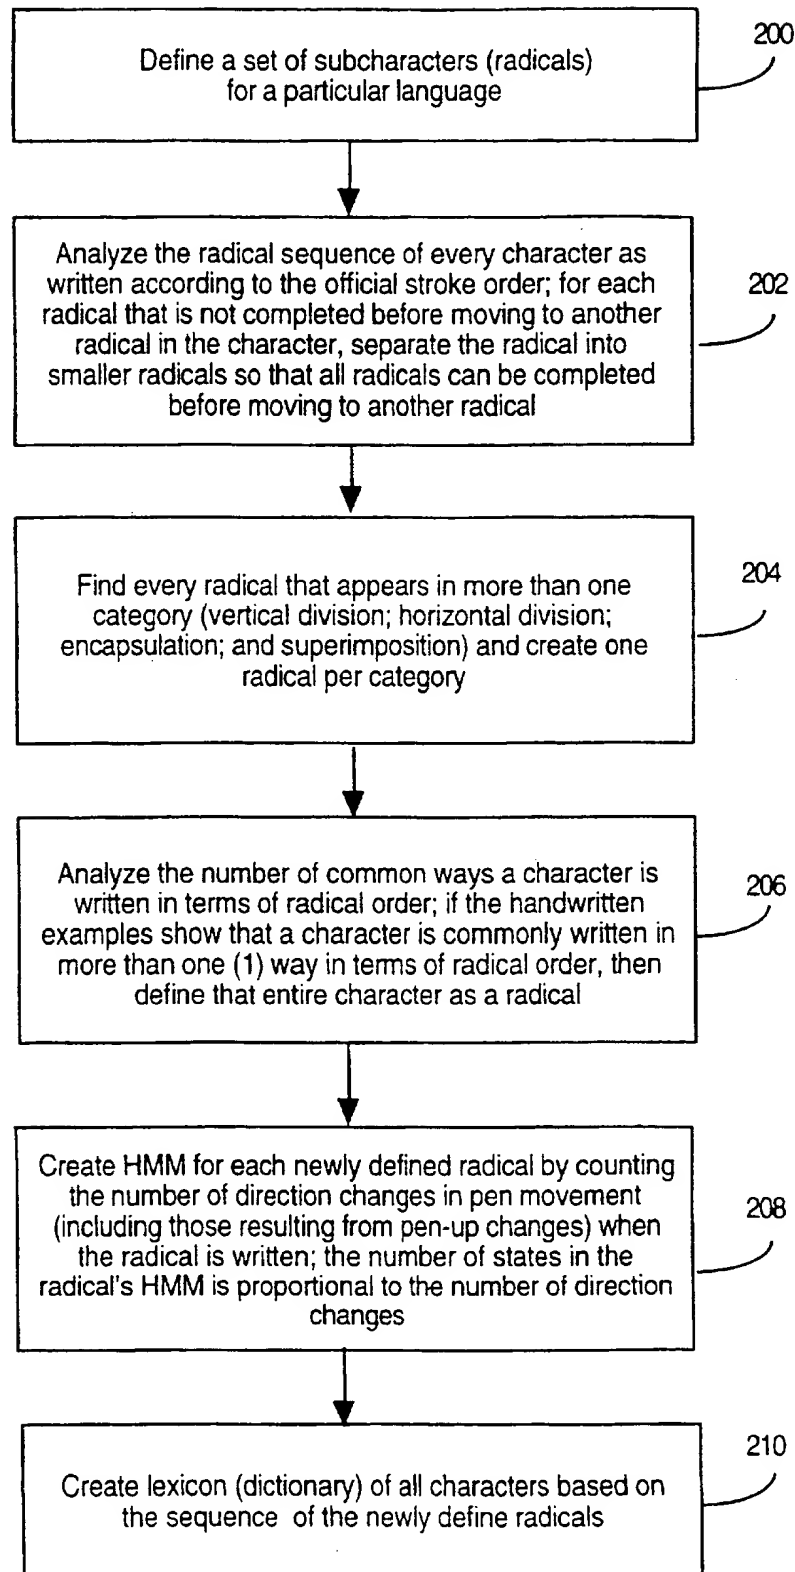 200
Define a set of subcharacters (radicals)
for a particular language
Analyze the radical sequence of every character as
written according to the official stroke order; for each
radical that is not completed before moving to another
radical in the character, separate the radical into
smaller radicals so that all radicals can be completed
before moving to another radical
202
Find every radical that appears in more than one
category (vertical division; horizontal division;
encapsulation; and superimposition) and create one
radical per category
204
Analyze the number of common ways a character is
written in terms of radical order; if the handwritten
examples show that a character is commonly written in
more than one (1) way in terms of radical order, then
define that entire character as a radical
206
Create HMM for each newly defined radical by counting
the number of direction changes in pen movement
(including those resulting from pen-up changes) when
the radical is written; the number of states in the
radical's HMM is proportional to the number of direction
changes
208
Create lexicon (dictionary) of all characters based on
the sequence of the newly define radicals
210